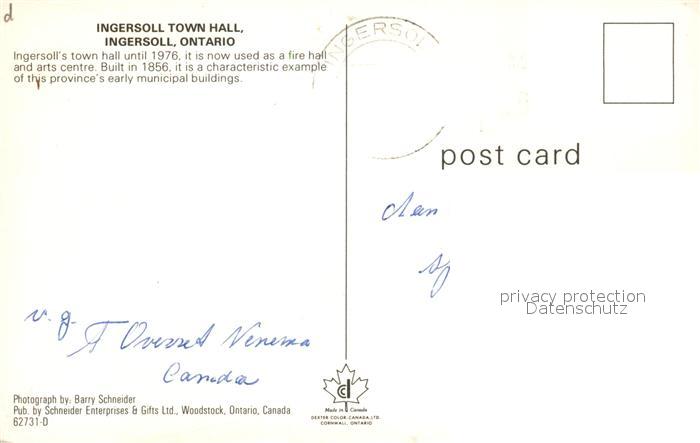 d
INGERSOLL TOWN HALL,
INGERSOLL, ONTARIO
Ingersoll's town hall until 1976, it is now used as a fire hall
and arts centre. Built in 1856, it is a characteristic example
of this province's early municipal buildings.
INGERSO
post card
privacy protection
Datenschutz
v. g.
Canada
Photograph by: Barry Schneider
Pub. by Schneider Enterprises & Gifts Ltd., Woodstock, Ontario, Canada
62731-D
Made in Canada
DEXTER COLOR CANADA LTD.
CORNWALL, ONTARIO